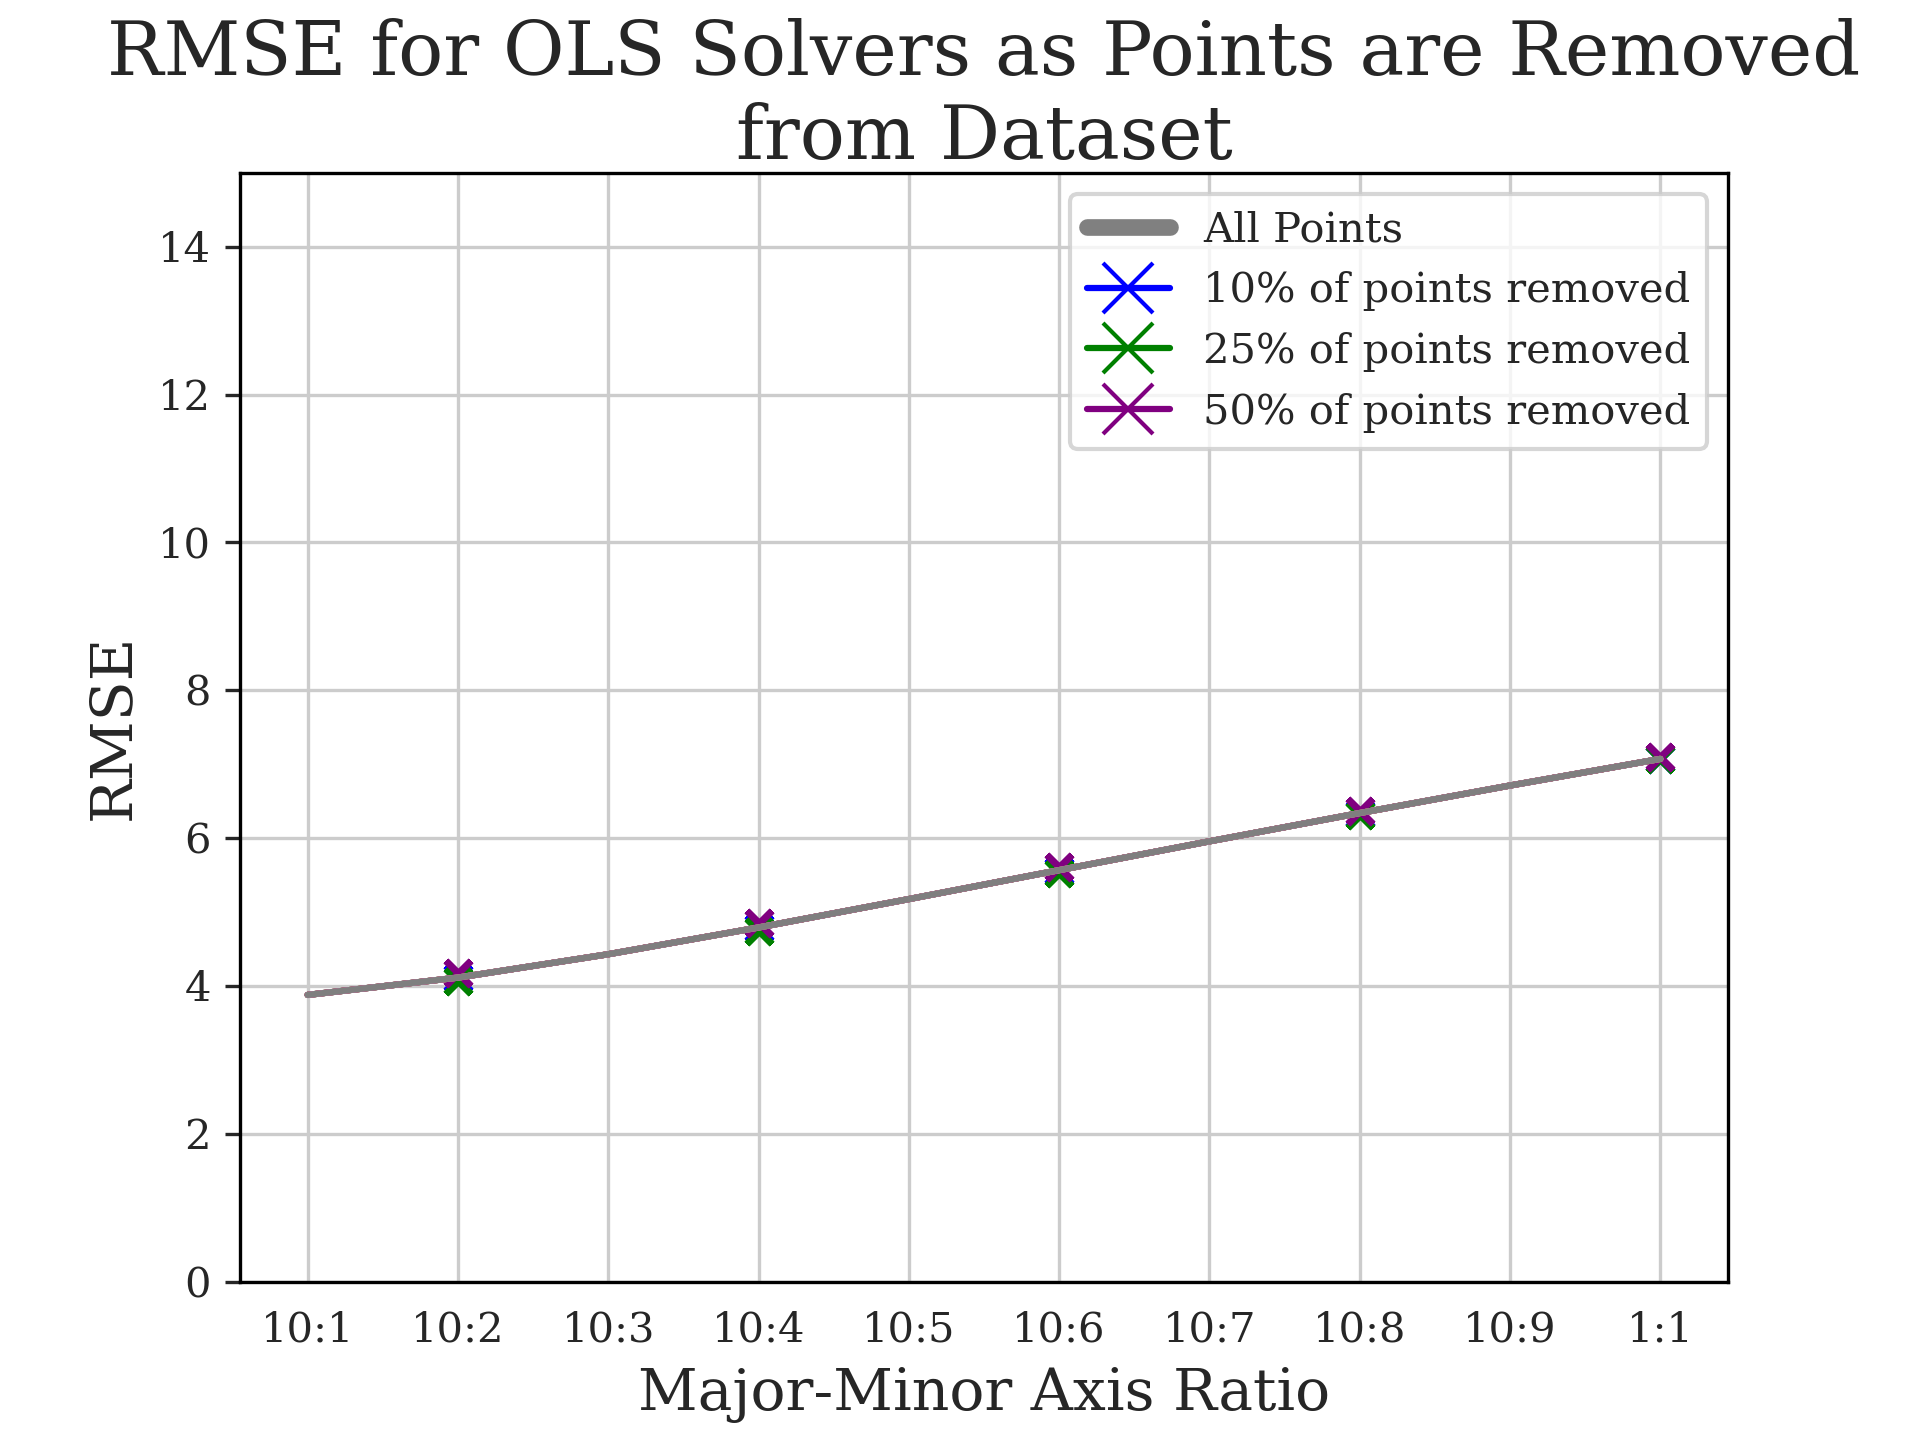 RMSE for OLS Solvers as Points are Removed
from Dataset
All Points
10% of points removed
25% of points removed
50% of points removed
14
12
10
8
6
4
2
0
RMSE
10:1 10:2 10:3 10:4 10:5 10:6 10:7 10:8 10:9 1:1
Major-Minor Axis Ratio